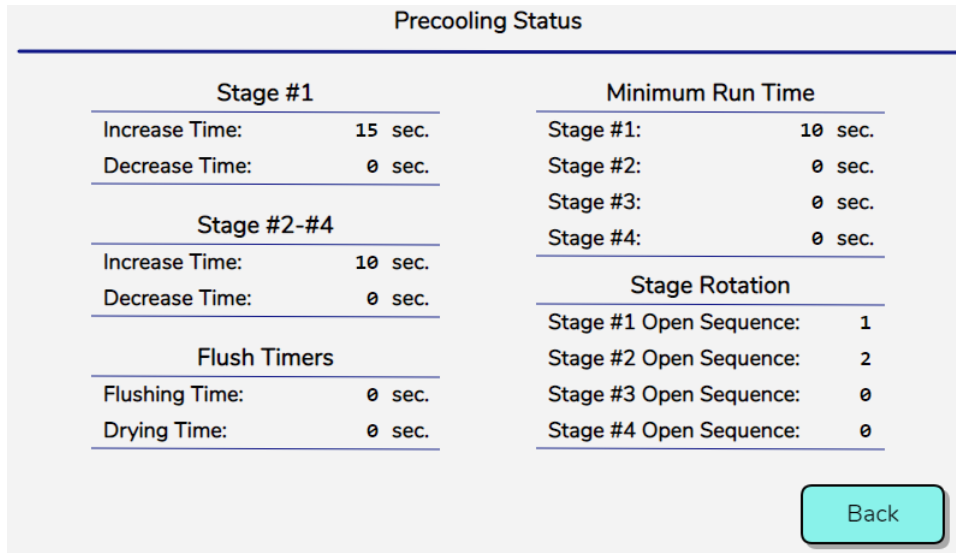 Precooling Status
Stage #1
Increase Time: 15 sec.
Decrease Time: 0 sec.
Stage #2-#4
Increase Time: 10 sec.
Decrease Time: 0 sec.
Flush Timers
Flushing Time: 0 sec.
Drying Time: 0 sec.
Minimum Run Time
Stage #1: 10 sec.
Stage #2: 0 sec.
Stage #3: 0 sec.
Stage #4: 0 sec.
Stage Rotation
Stage #1 Open Sequence: 1
Stage #2 Open Sequence: 2
Stage #3 Open Sequence: 0
Stage #4 Open Sequence: 0
Back